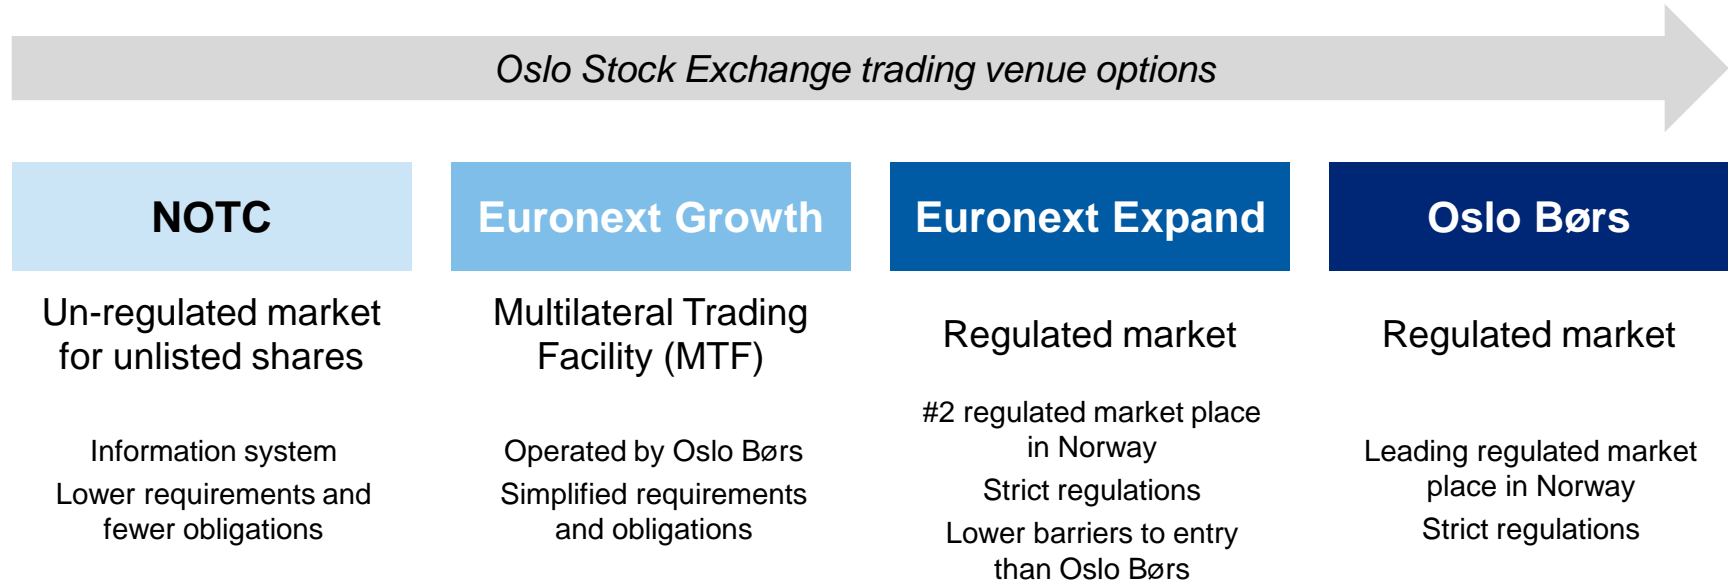 Oslo Stock Exchange trading venue options
NOTC
Un-regulated market
for unlisted shares
Information system
Lower requirements and
fewer obligations
Euronext Growth
Multilateral Trading
Facility (MTF)
Operated by Oslo Børs
Simplified requirements
and obligations
Euronext Expand
Regulated market
#2 regulated market place
in Norway
Strict regulations
Lower barriers to entry
than Oslo Børs
Oslo Børs
Regulated market
Leading regulated market
place in Norway
Strict regulations